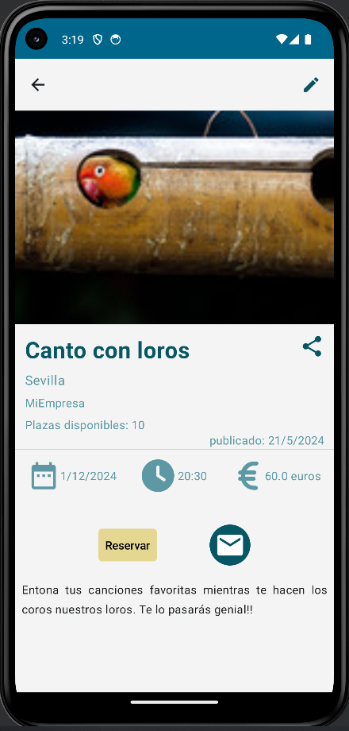 3:19
Canto con loros
Sevilla
MiEmpresa
Plazas disponibles: 10
publicado: 21/5/2024
1/12/2024 20:30 60.0 euros
Reservar
Entona tus canciones favoritas mientras te hacen los
coros nuestros loros. Te lo pasarás genial!!